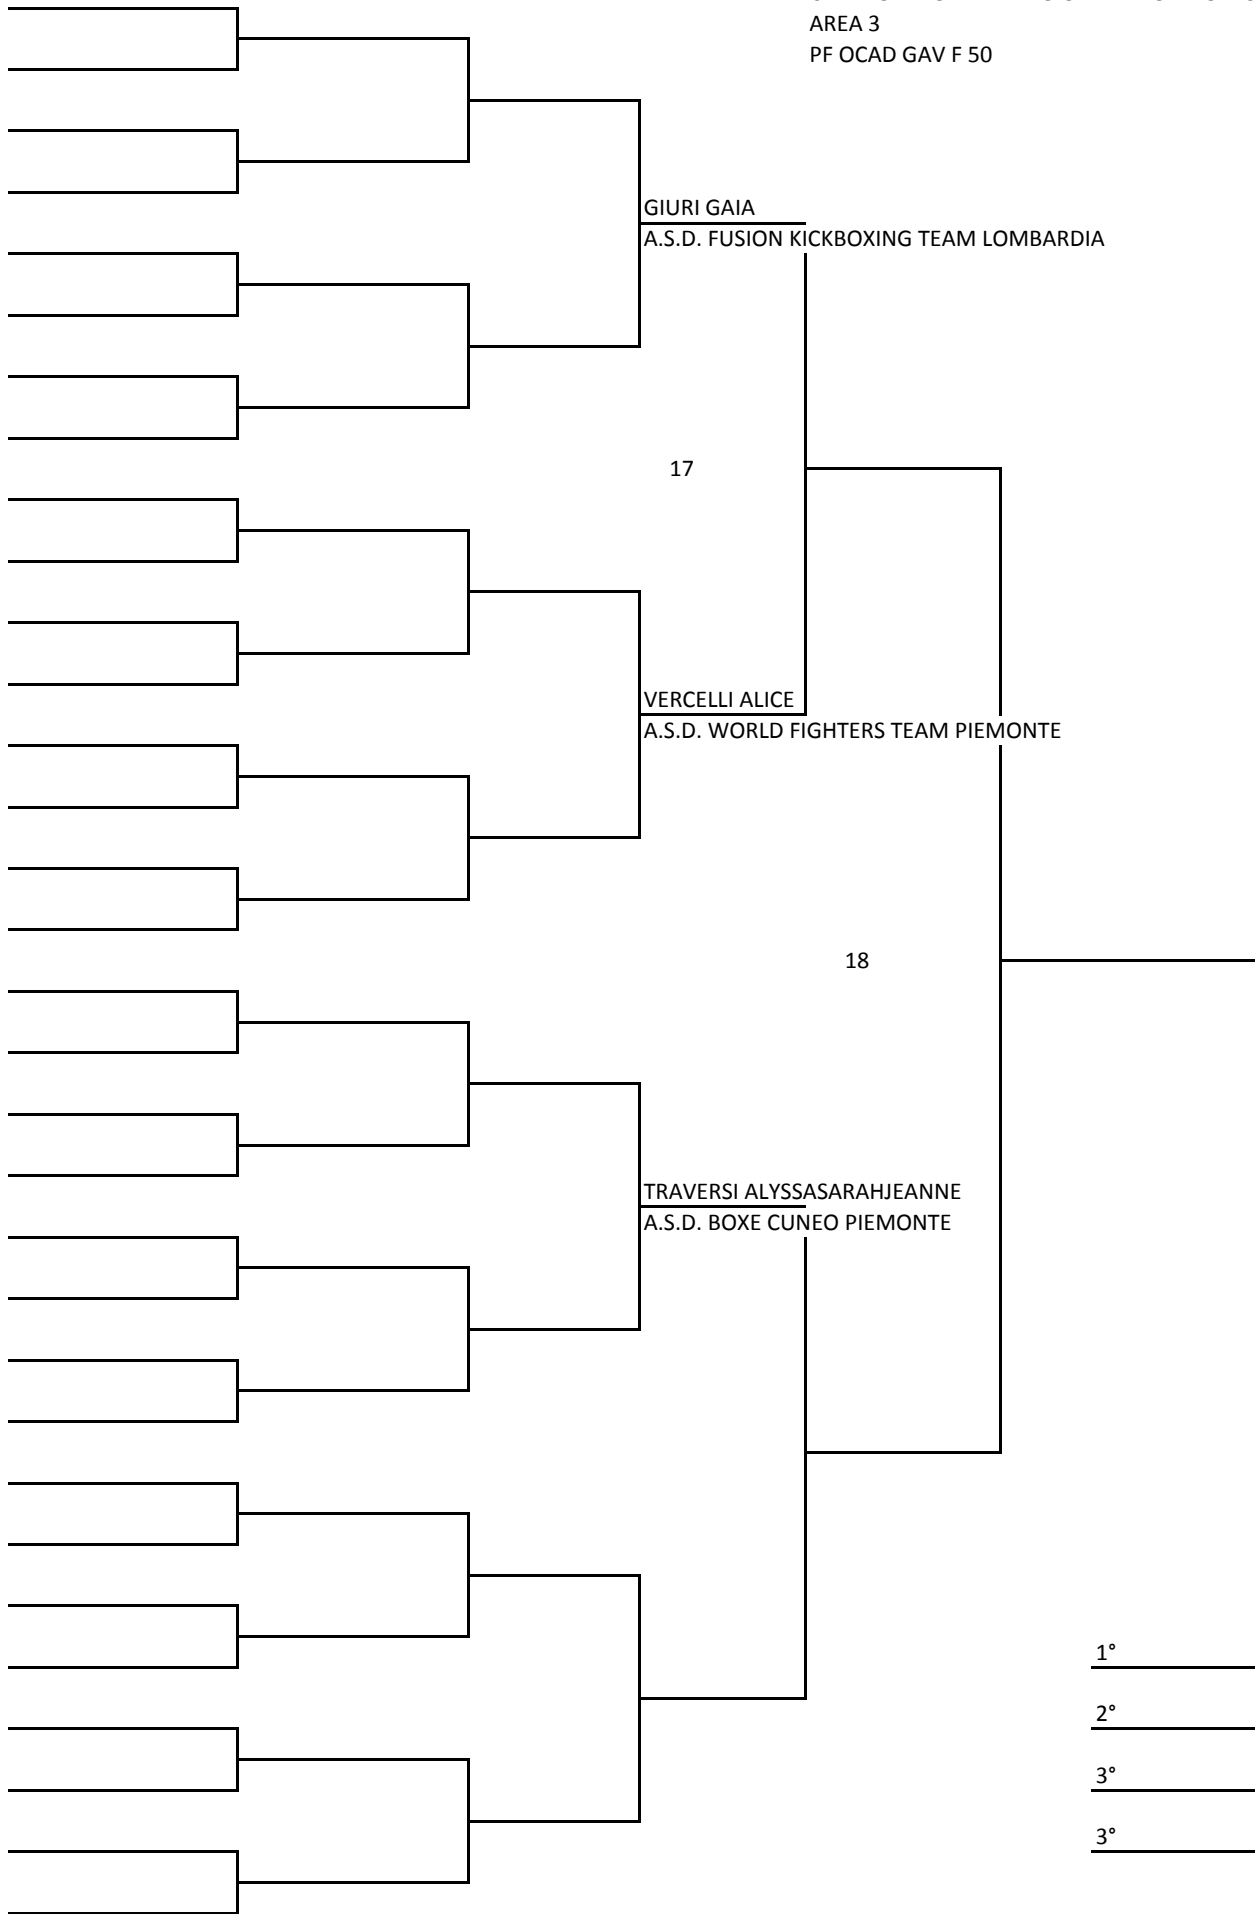 AREA 3
PF OCAD GAV F 50
GIURI GAIA
A.S.D. FUSION KICKBOXING TEAM LOMBARDIA
17
VERCELLI ALICE
A.S.D. WORLD FIGHTERS TEAM PIEMONTE
18
TRAVERSI ALYSSASARAHJEANNE
A.S.D. BOXE CUNEO PIEMONTE
1°
2°
3°
3°